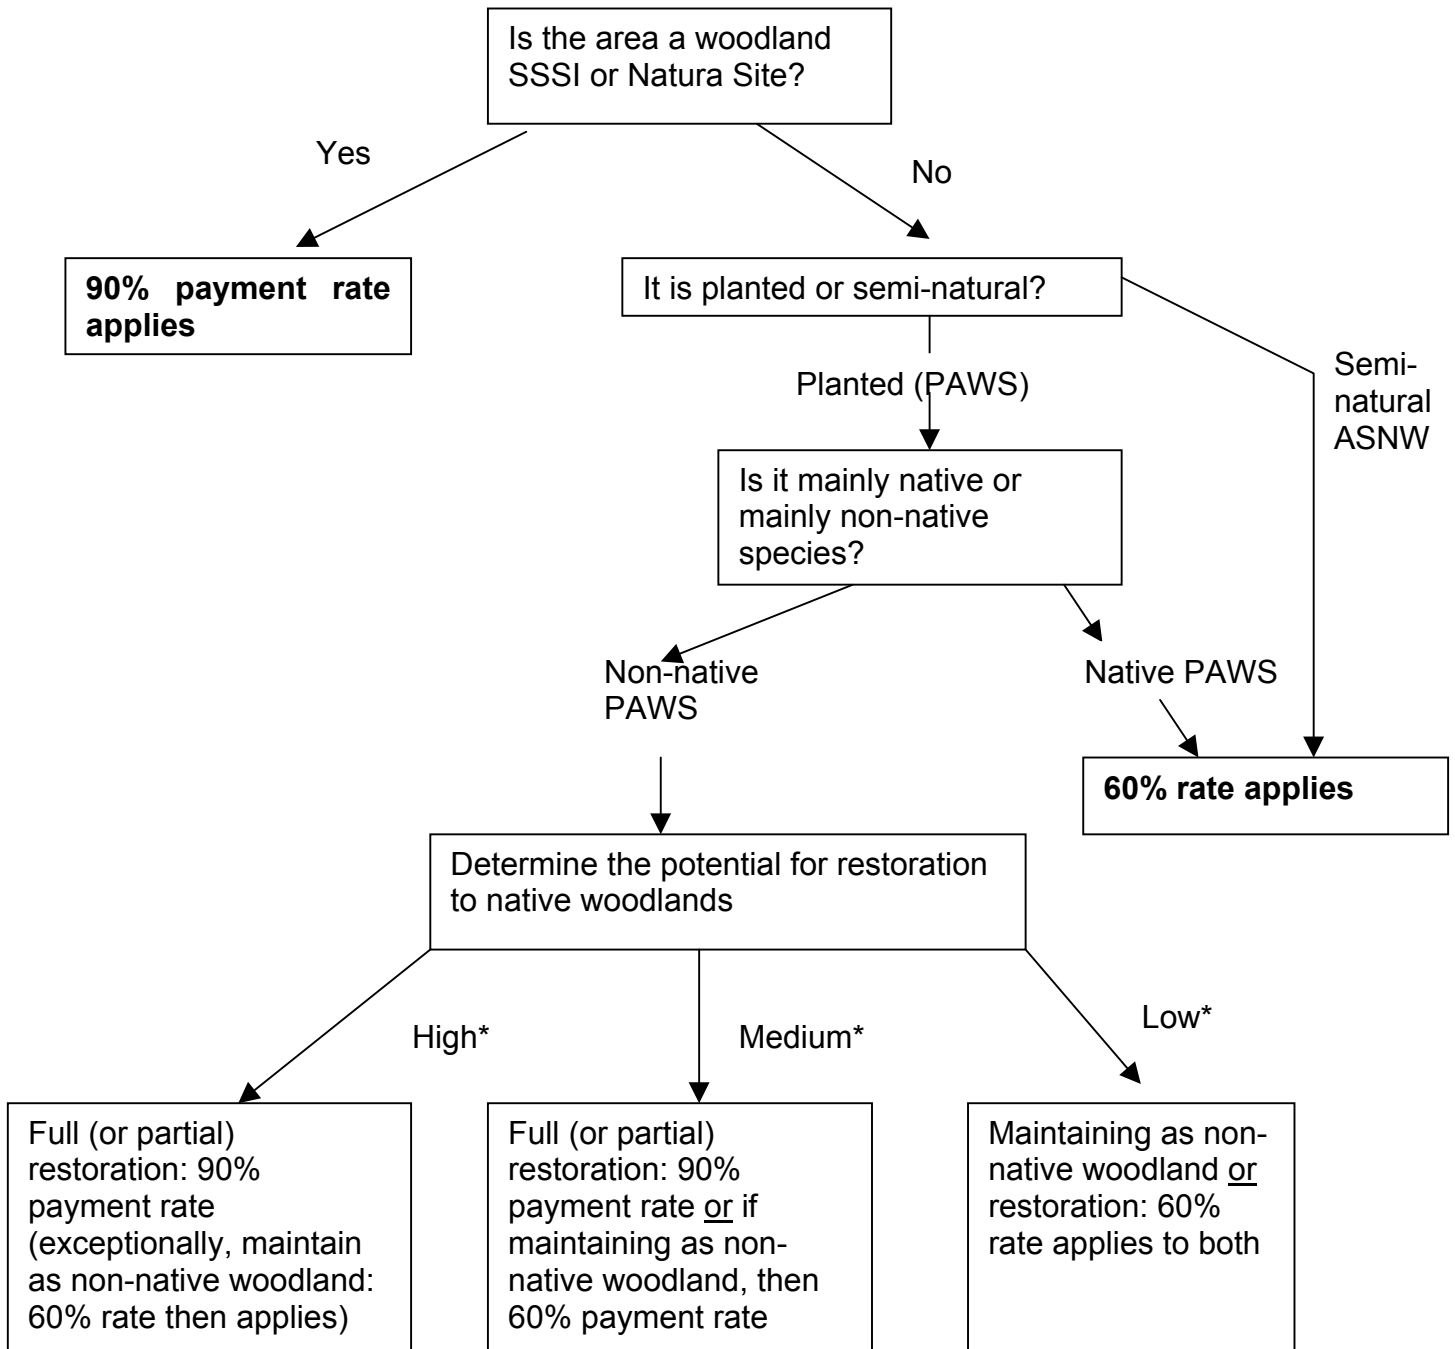 Is the area a woodland
SSSI or Natura Site?
Yes
No
90% payment rate
applies
It is planted or semi-natural?
Planted (PAWS)
Semi-
natural
ASNW
Is it mainly native or
mainly non-native
species?
Non-native
PAWS
Native PAWS
60% rate applies
Determine the potential for restoration
to native woodlands
High*
Medium*
Low*
Full (or partial)
restoration: 90%
payment rate
(exceptionally, maintain
as non-native woodland:
60% rate then applies)
Full (or partial)
restoration: 90%
payment rate or if
maintaining as non-
native woodland, then
60% payment rate
Maintaining as non-
native woodland or
restoration: 60%
rate applies to both